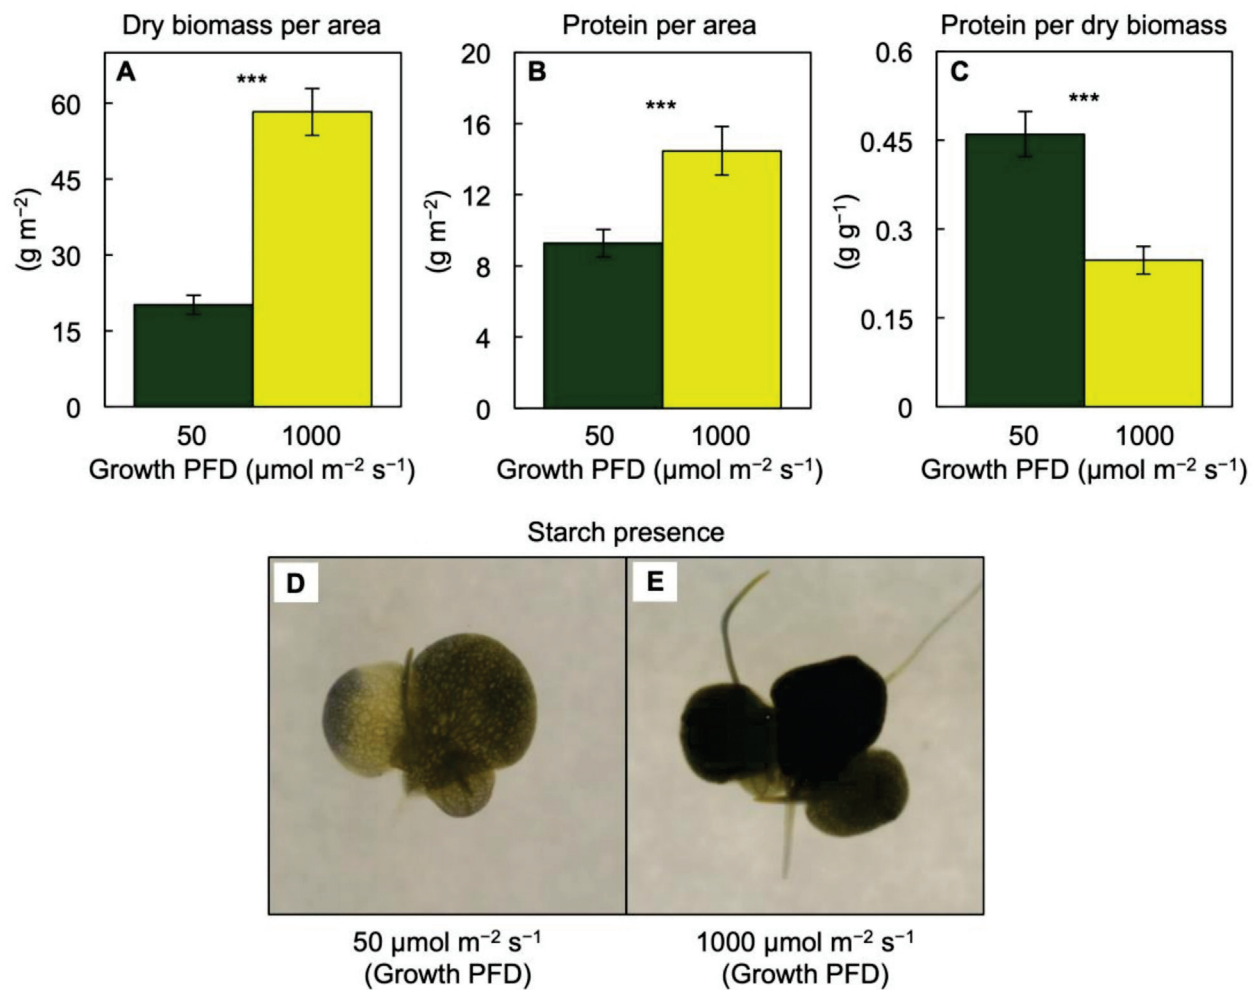 Dry biomass per area
Protein per area
Protein per dry biomass
A
***
60
45
30
15
0
(g m⁻²)
50
1000
Growth PFD (µmol m⁻² s⁻¹)
B
***
20
16
12
8
4
0
(g m⁻²)
50
1000
Growth PFD (µmol m⁻² s⁻¹)
C
***
0.6
0.45
0.3
0.15
0
(g g⁻¹)
50
1000
Growth PFD (µmol m⁻² s⁻¹)
Starch presence
D
E
50 µmol m⁻² s⁻¹
(Growth PFD)
1000 µmol m⁻² s⁻¹
(Growth PFD)